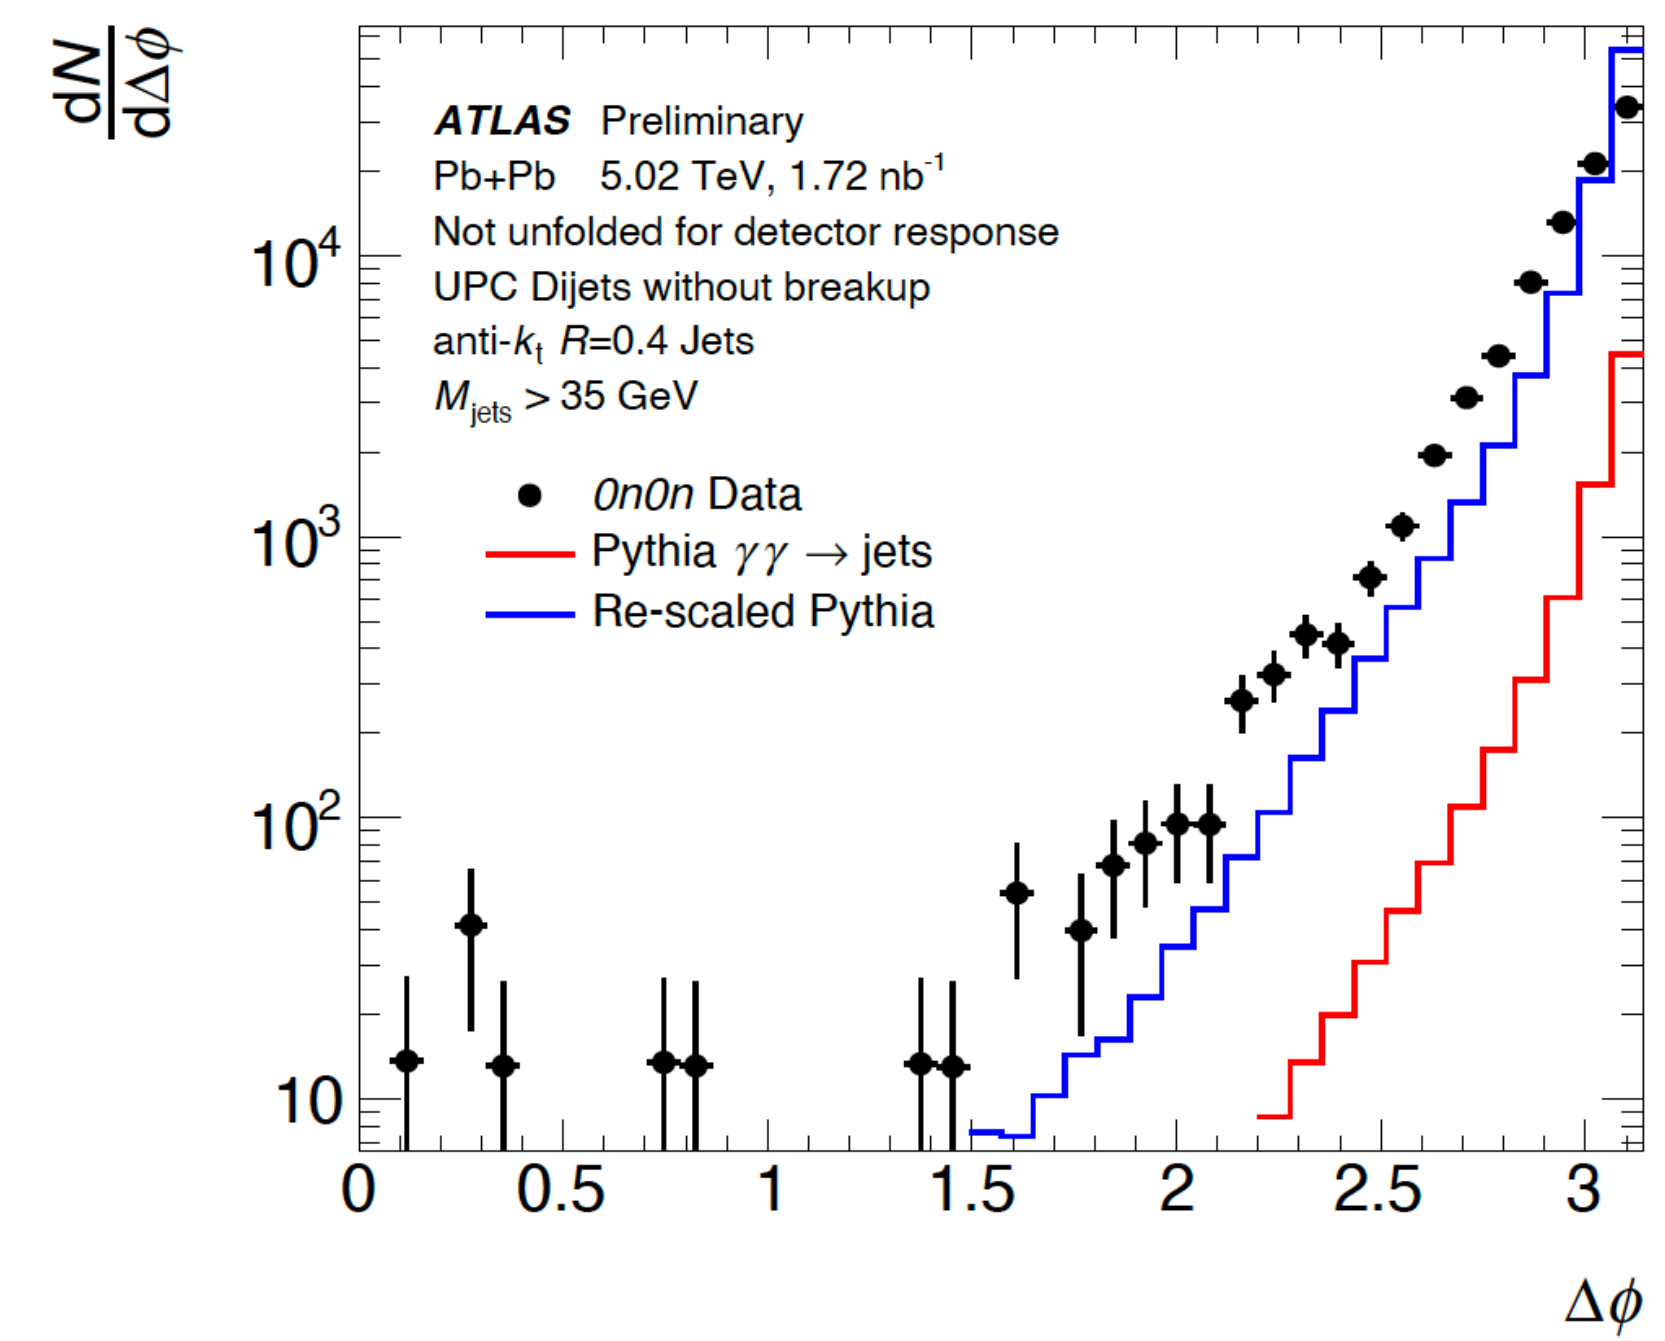 dN
dΔϕ
ATLAS Preliminary
Pb+Pb 5.02 TeV, 1.72 nb⁻¹
Not unfolded for detector response
UPC Dijets without breakup
anti-kₜ R=0.4 Jets
M_jets > 35 GeV
0n0n Data
Pythia γγ → jets
Re-scaled Pythia
10⁴
10³
10²
10
0 0.5 1 1.5 2 2.5 3
Δϕ